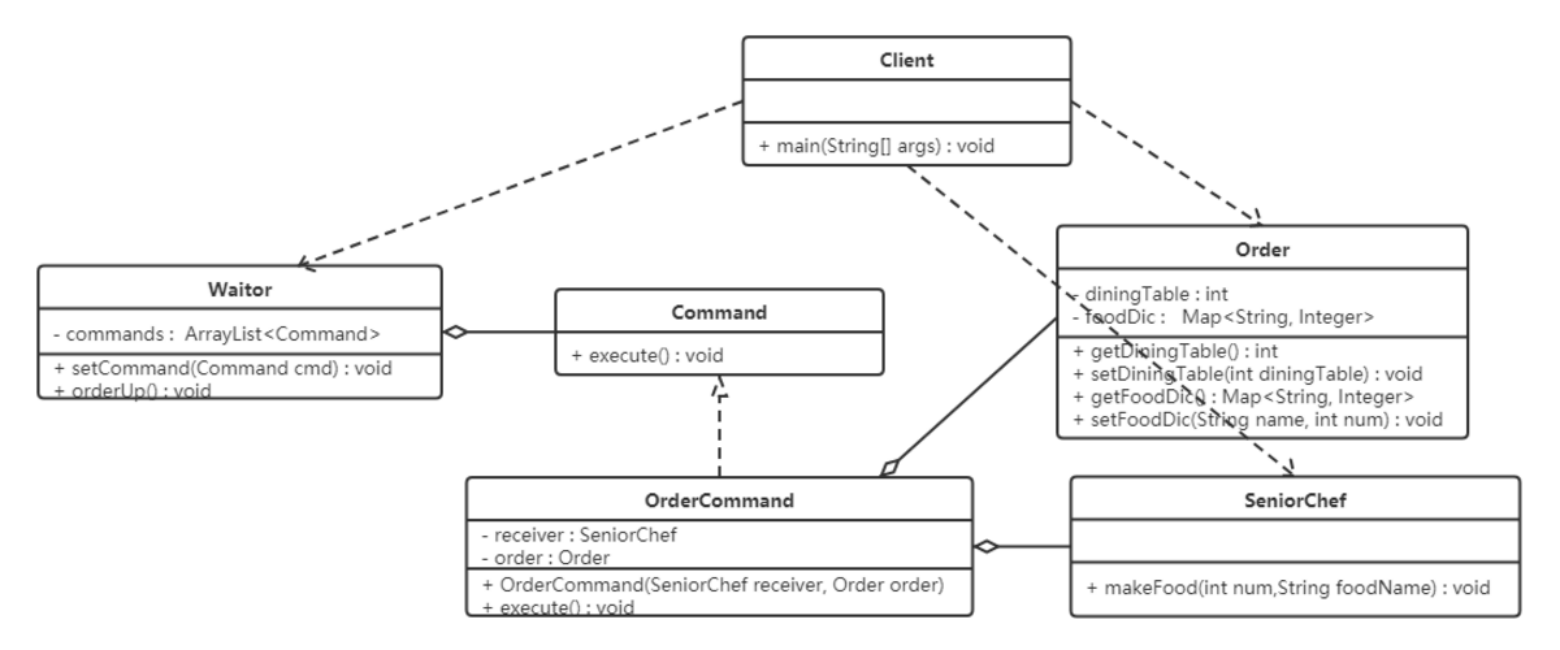 Client
+ main(String[] args) : void
Waitor
- commands : ArrayList<Command>
+ setCommand(Command cmd) : void
+ orderUp() : void
Command
+ execute() : void
Order
- diningTable : int
- foodDic : Map<String, Integer>
+ getDiningTable() : int
+ setDiningTable(int diningTable) : void
+ getFoodDic() : Map<String, Integer>
+ setFoodDic(String name, int num) : void
OrderCommand
- receiver : SeniorChef
- order : Order
+ OrderCommand(SeniorChef receiver, Order order)
+ execute() : void
SeniorChef
+ makeFood(int num,String foodName) : void